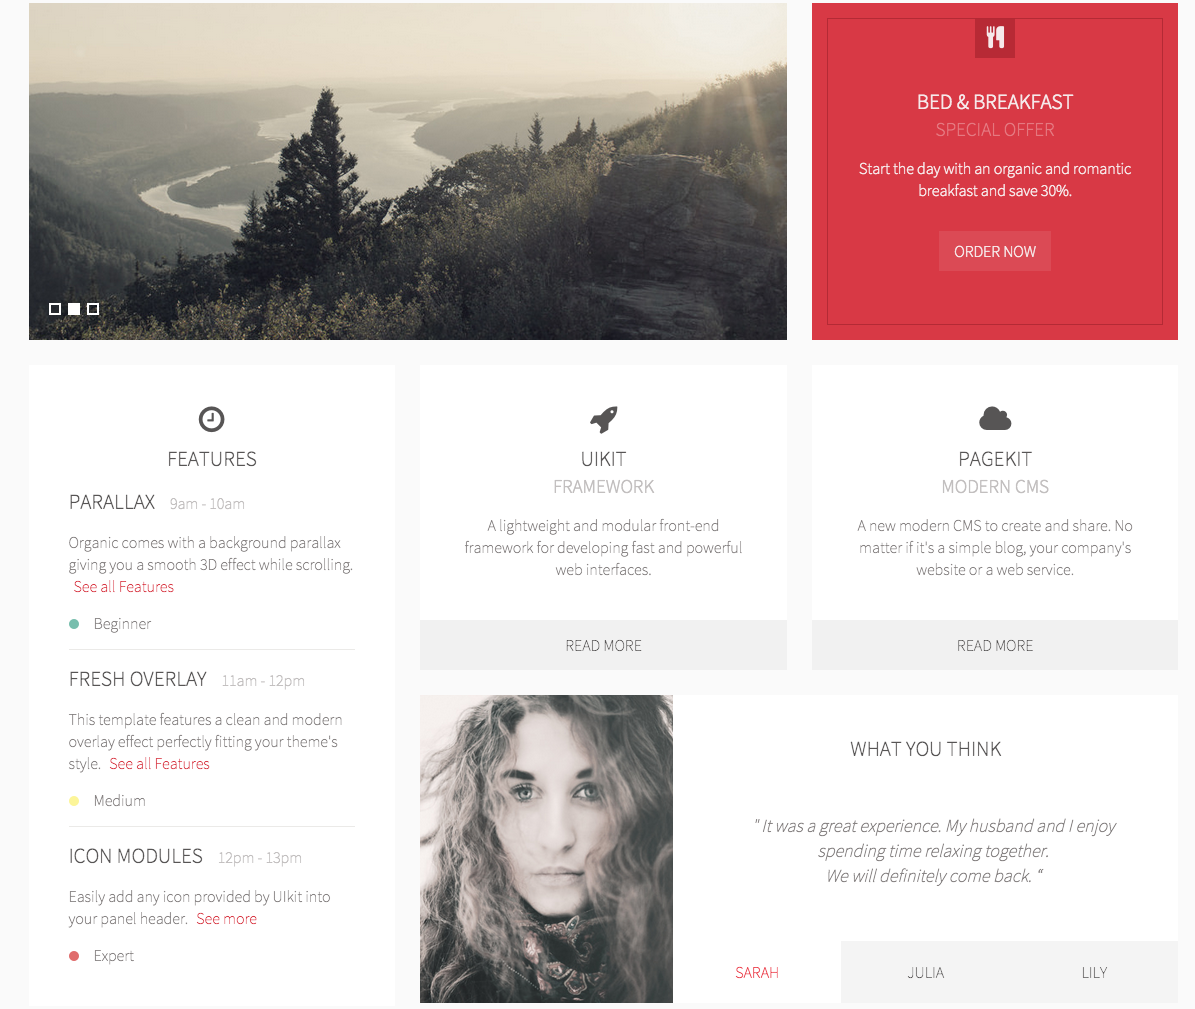 BED & BREAKFAST
SPECIAL OFFER
Start the day with an organic and romantic
breakfast and save 30%.
ORDER NOW
FEATURES
PARALLAX 9am - 10am
Organic comes with a background parallax
giving you a smooth 3D effect while scrolling.
See all Features
Beginner
FRESH OVERLAY 11am - 12pm
This template features a clean and modern
overlay effect perfectly fitting your theme's
style. See all Features
Medium
ICON MODULES 12pm - 13pm
Easily add any icon provided by UIkit into
your panel header. See more
Expert
UIKIT
FRAMEWORK
A lightweight and modular front-end
framework for developing fast and powerful
web interfaces.
READ MORE
PAGEKIT
MODERN CMS
A new modern CMS to create and share. No
matter if it's a simple blog, your company's
website or a web service.
READ MORE
WHAT YOU THINK
" It was a great experience. My husband and I enjoy
spending time relaxing together.
We will definitely come back. “
SARAH JULIA LILY